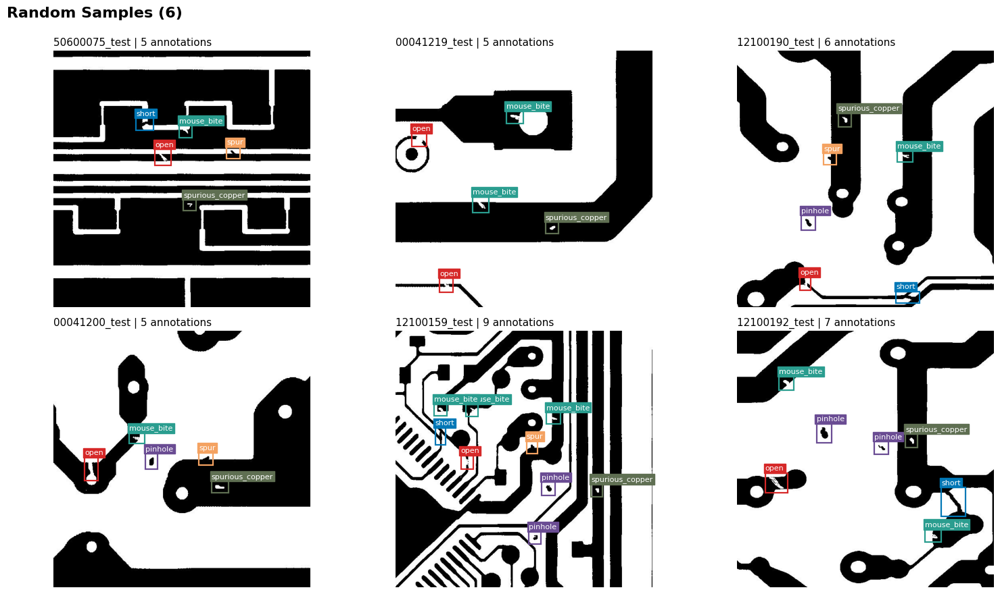 Random Samples (6)
50600075_test | 5 annotations
short
mouse_bite
open
spur
spurious_copper
00041219_test | 5 annotations
mouse_bite
open
mouse_bite
spurious_copper
open
12100190_test | 6 annotations
spurious_copper
spur
mouse_bite
pinhole
open
short
00041200_test | 5 annotations
mouse_bite
open
pinhole
spur
spurious_copper
12100159_test | 9 annotations
mouse_bite
use_bite
mouse_bite
short
spur
open
pinhole
spurious_copper
pinhole
12100192_test | 7 annotations
mouse_bite
pinhole
pinhole
spurious_copper
open
short
mouse_bite